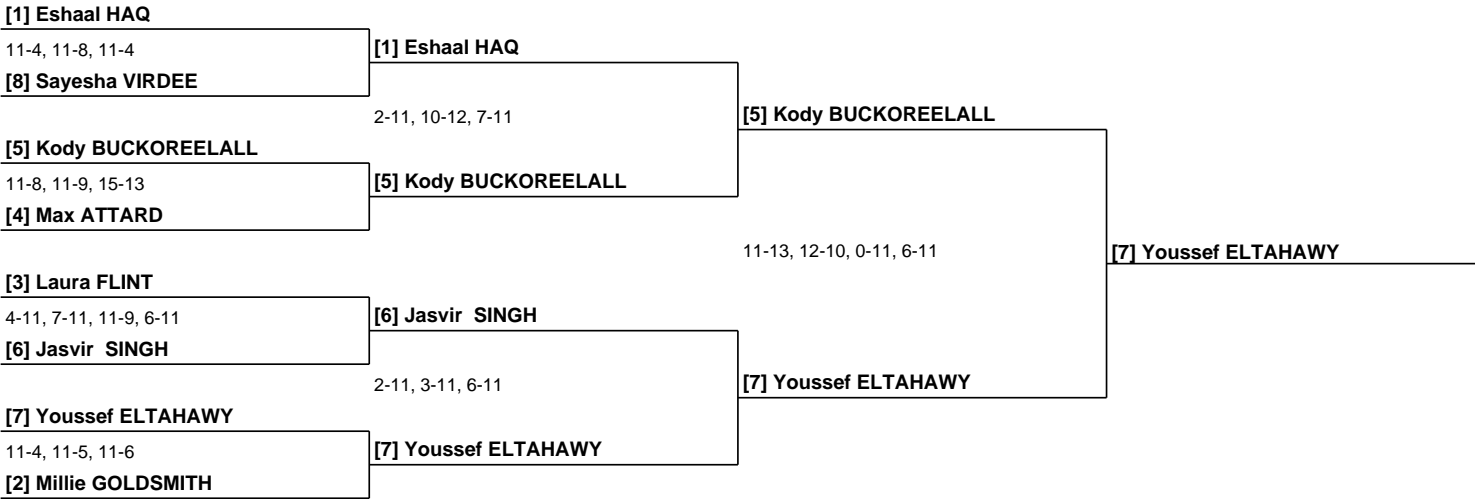 [1] Eshaal HAQ
11-4, 11-8, 11-4
[1] Eshaal HAQ
[8] Sayesha VIRDEE
2-11, 10-12, 7-11
[5] Kody BUCKOREELALL
[5] Kody BUCKOREELALL
11-8, 11-9, 15-13
[5] Kody BUCKOREELALL
[4] Max ATTARD
11-13, 12-10, 0-11, 6-11
[7] Youssef ELTAHAWY
[3] Laura FLINT
4-11, 7-11, 11-9, 6-11
[6] Jasvir  SINGH
[6] Jasvir  SINGH
2-11, 3-11, 6-11
[7] Youssef ELTAHAWY
[7] Youssef ELTAHAWY
11-4, 11-5, 11-6
[7] Youssef ELTAHAWY
[2] Millie GOLDSMITH